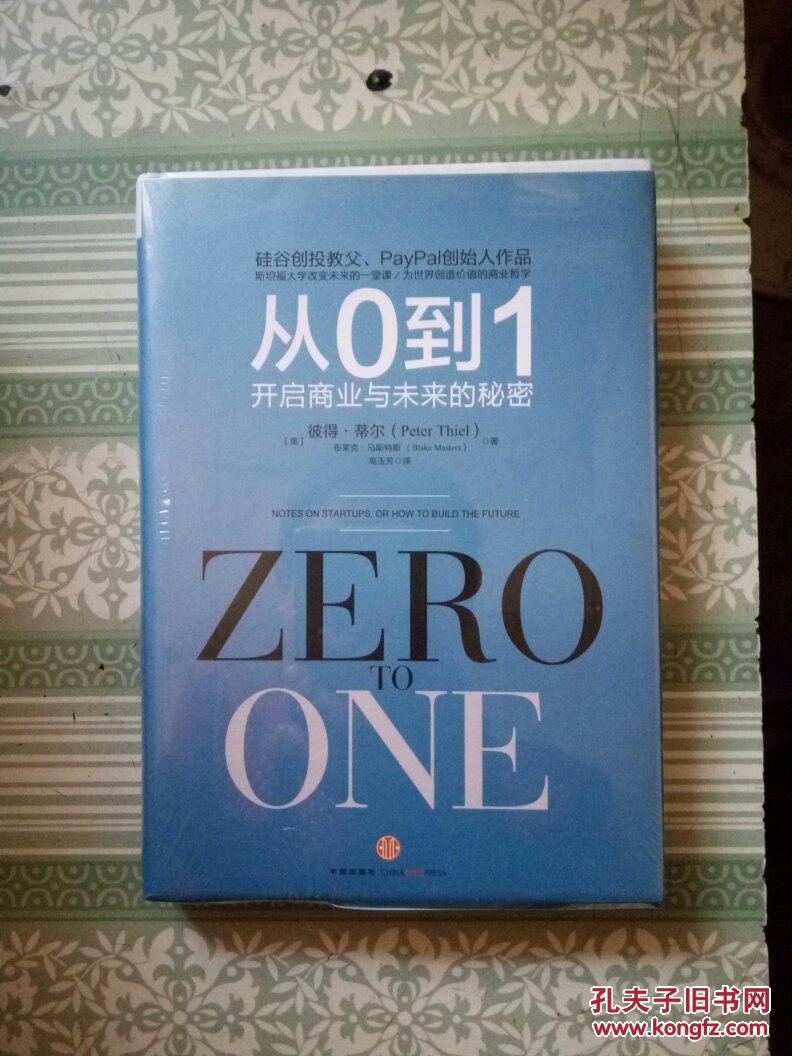 硅谷创投教父、PayPal创始人作品
斯坦福大学改变未来的一堂课/为世界创造价值的商业哲学
从0到1
开启商业与未来的秘密
[美] 彼得·蒂尔(Peter Thiel)
布莱克·马斯特斯(Blake Masters) 著
高玉芳 译
NOTES ON STARTUPS, OR HOW TO BUILD THE FUTURE
ZERO
TO
ONE
中信出版社 CHINA CITIC PRESS
孔夫子旧书网
www.kongfz.com